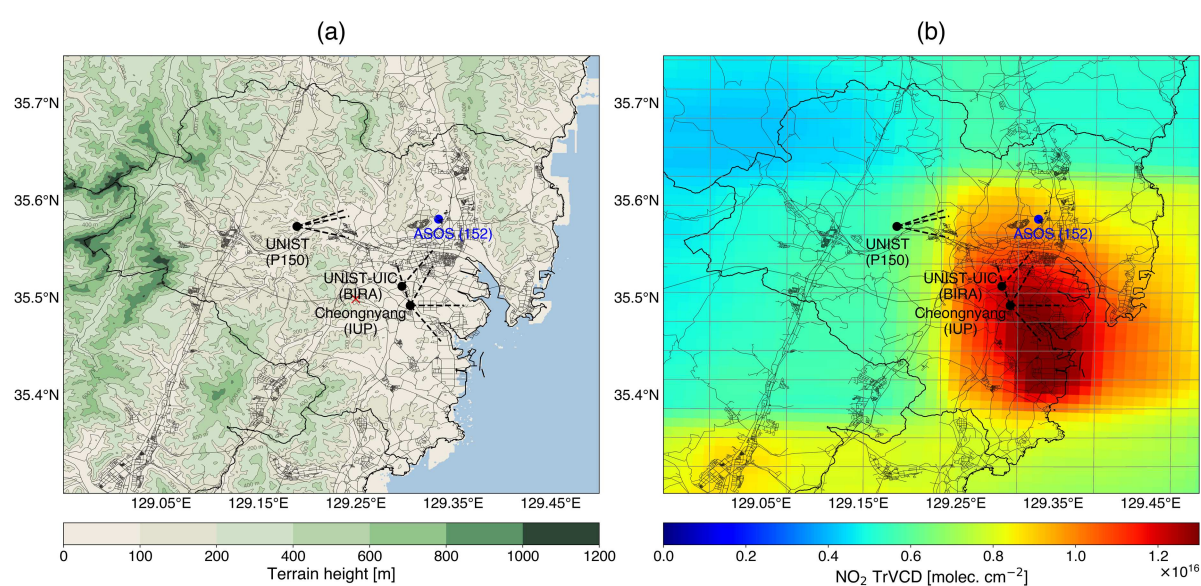 (a)
35.7°N
35.6°N
35.5°N
35.4°N
UNIST
(P150)
ASOS (152)
UNIST-UIC
(BIRA)
Cheongnyang
(IUP)
129.05°E 129.15°E 129.25°E 129.35°E 129.45°E
0 100 200 400 600 800 1000 1200
Terrain height [m]
(b)
35.7°N
35.6°N
35.5°N
35.4°N
UNIST
(P150)
ASOS (152)
UNIST-UIC
(BIRA)
Cheongnyang
(IUP)
129.05°E 129.15°E 129.25°E 129.35°E 129.45°E
0.0 0.2 0.4 0.6 0.8 1.0 1.2
×10¹⁶
NO₂ TrVCD [molec. cm⁻²]